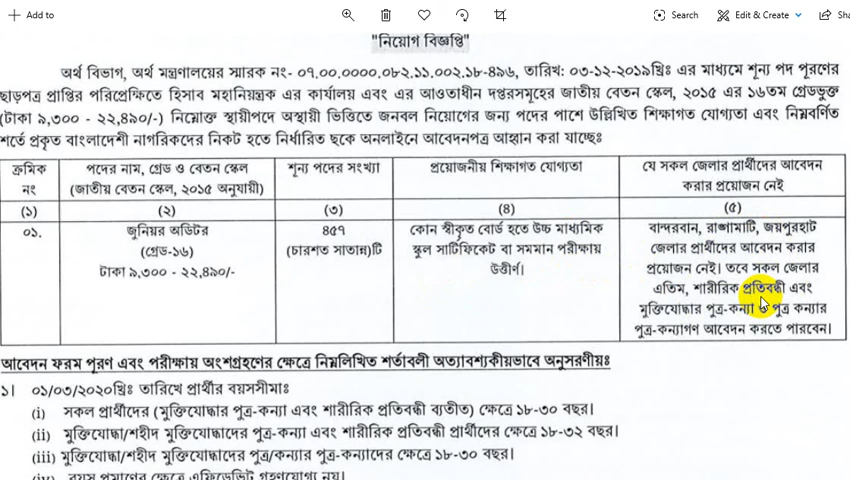 Add to
Search
Edit & Create
Sha
"নিয়োগ বিজ্ঞপ্তি"
অর্থ বিভাগ, অর্থ মন্ত্রণালয়ের স্মারক নং- ০৭.০০.০০০০.০৮২.১১.০০২.১৮-৪৯৬, তারিখ: ০৩-১২-২০১৯খ্রিঃ এর মাধ্যমে শূন্য পদ পূরণের
ছাড়পত্র প্রাপ্তির পরিপ্রেক্ষিতে হিসাব মহানিয়ন্ত্রক এর কার্যালয় এবং এর আওতাধীন দপ্তরসমূহের জাতীয় বেতন স্কেল, ২০১৫ এর ১৬তম গ্রেডভুক্ত
(টাকা ৯,৩০০ - ২২,৪৯০/-) নিম্নোক্ত স্থায়ীপদে অস্থায়ী ভিত্তিতে জনবল নিয়োগের জন্য পদের পাশে উল্লিখিত শিক্ষাগত যোগ্যতা এবং নিম্নবর্ণিত
শর্তে প্রকৃত বাংলাদেশী নাগরিকদের নিকট হতে নির্ধারিত ছকে অনলাইনে আবেদনপত্র আহ্বান করা যাচ্ছেঃ
ক্রমিক নং
পদের নাম, গ্রেড ও বেতন স্কেল
(জাতীয় বেতন স্কেল, ২০১৫ অনুযায়ী)
শূন্য পদের সংখ্যা
প্রয়োজনীয় শিক্ষাগত যোগ্যতা
যে সকল জেলার প্রার্থীদের আবেদন
করার প্রয়োজন নেই
(১) (২) (৩) (৪) (৫)
০১.
জুনিয়র অডিটর
(গ্রেড-১৬)
টাকা ৯,৩০০ - ২২,৪৯০/-
৪৫৭
(চারশত সাতান্ন)টি
কোন স্বীকৃত বোর্ড হতে উচ্চ মাধ্যমিক
স্কুল সার্টিফিকেট বা সমমান পরীক্ষায়
উত্তীর্ণ।
বান্দরবান, রাঙ্গামাটি, জয়পুরহাট
জেলার প্রার্থীদের আবেদন করার
প্রয়োজন নেই। তবে সকল জেলার
এতিম, শারীরিক প্রতিবন্ধী এবং
মুক্তিযোদ্ধার পুত্র-কন্যা ও পুত্র কন্যার
পুত্র-কন্যাগণ আবেদন করতে পারবেন।
আবেদন ফরম পূরণ এবং পরীক্ষায় অংশগ্রহণের ক্ষেত্রে নিম্নলিখিত শর্তাবলী অত্যাবশ্যকীয়ভাবে অনুসরণীয়ঃ
১। ০১/০৩/২০২০খ্রিঃ তারিখে প্রার্থীর বয়সসীমাঃ
(i) সকল প্রার্থীদের (মুক্তিযোদ্ধার পুত্র-কন্যা এবং শারীরিক প্রতিবন্ধী ব্যতীত) ক্ষেত্রে ১৮-৩০ বছর।
(ii) মুক্তিযোদ্ধা/শহীদ মুক্তিযোদ্ধাদের পুত্র-কন্যা এবং শারীরিক প্রতিবন্ধী প্রার্থীদের ক্ষেত্রে ১৮-৩২ বছর।
(iii) মুক্তিযোদ্ধা/শহীদ মুক্তিযোদ্ধাদের পুত্র/কন্যার পুত্র-কন্যাদের ক্ষেত্রে ১৮-৩০ বছর।
(iv) বয়স প্রমাণের ক্ষেত্রে এফিডেভিট গ্রহণযোগ্য নয়।